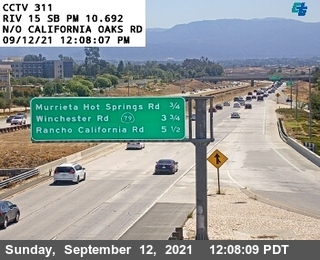 CCTV 311
RIV 15 SB PM 10.692
N/O CALIFORNIA OAKS RD
09/12/21 12:08:07 PM
Murrieta Hot Springs Rd 3/4
Winchester Rd 79 3 3/4
Rancho California Rd 5 1/2
Sunday, September 12, 2021 12:08:09 PDT